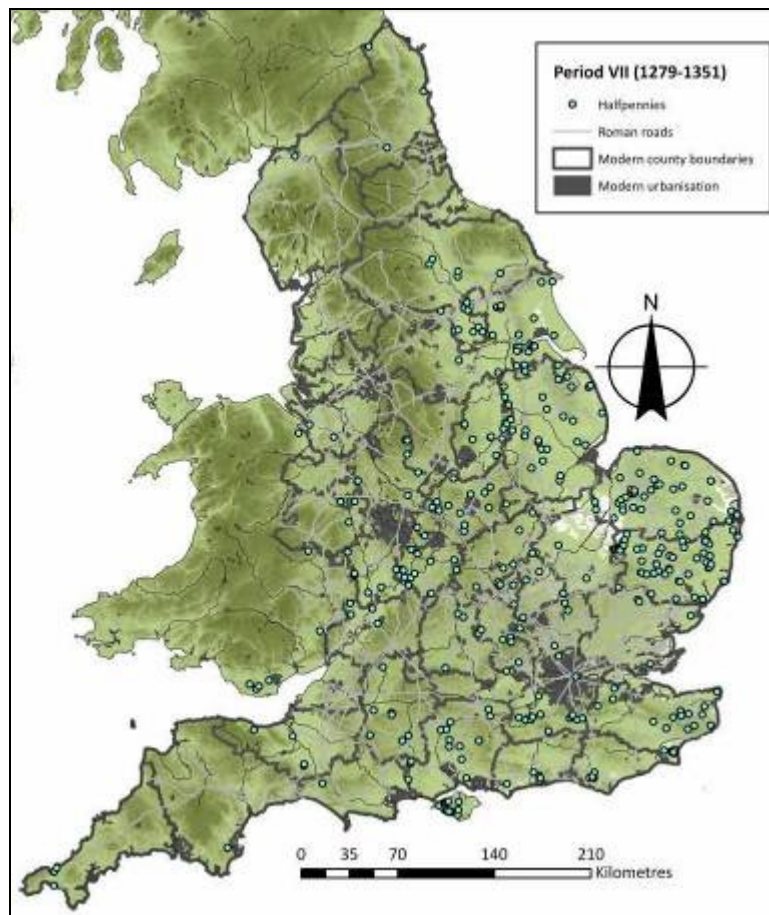 Period VII (1279-1351)
Halfpennies
Roman roads
Modern county boundaries
Modern urbanisation
N
0 35 70 140 210
Kilometres